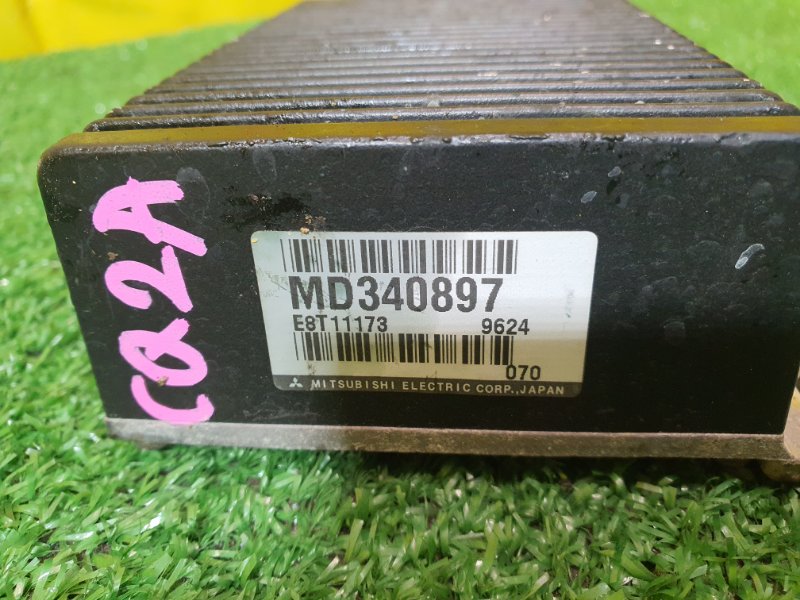 CQ2A
MD340897
E8T11173 9624
070
MITSUBISHI ELECTRIC CORP.,JAPAN